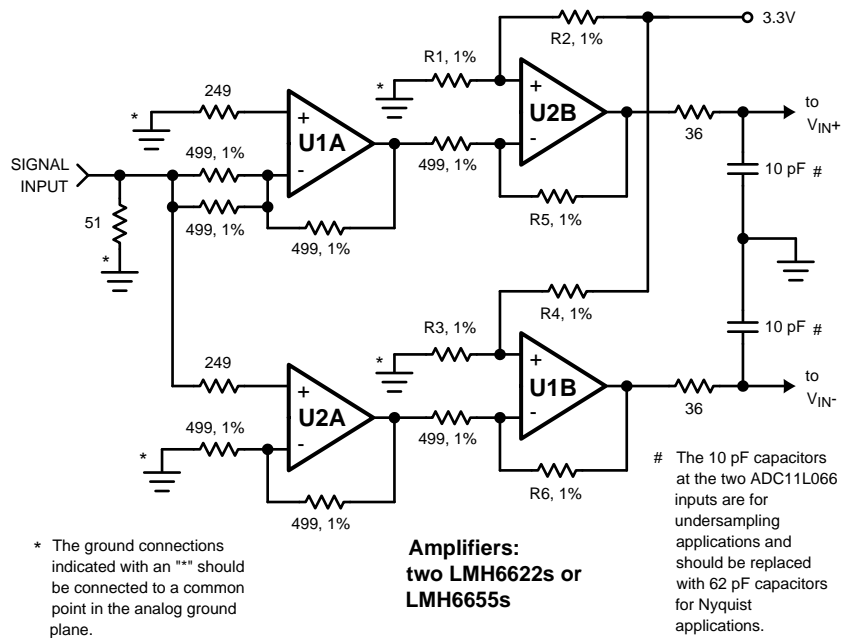 3.3V
R2, 1%
R1, 1%
*
249
*
+
U2B
-
to
VIN+
36
+
U1A
-
SIGNAL
INPUT
499, 1%
499, 1%
10 pF #
R5, 1%
51
499, 1%
499, 1%
*
R4, 1%
R3, 1%
10 pF #
*
249
+
U1B
-
to
VIN-
36
+
U2A
-
499, 1%
499, 1%
*
R6, 1%
499, 1%
# The 10 pF capacitors
at the two ADC11L066
inputs are for
undersampling
applications and
should be replaced
with 62 pF capacitors
for Nyquist
applications.
* The ground connections
indicated with an "*" should
be connected to a common
point in the analog ground
plane.
Amplifiers:
two LMH6622s or
LMH6655s